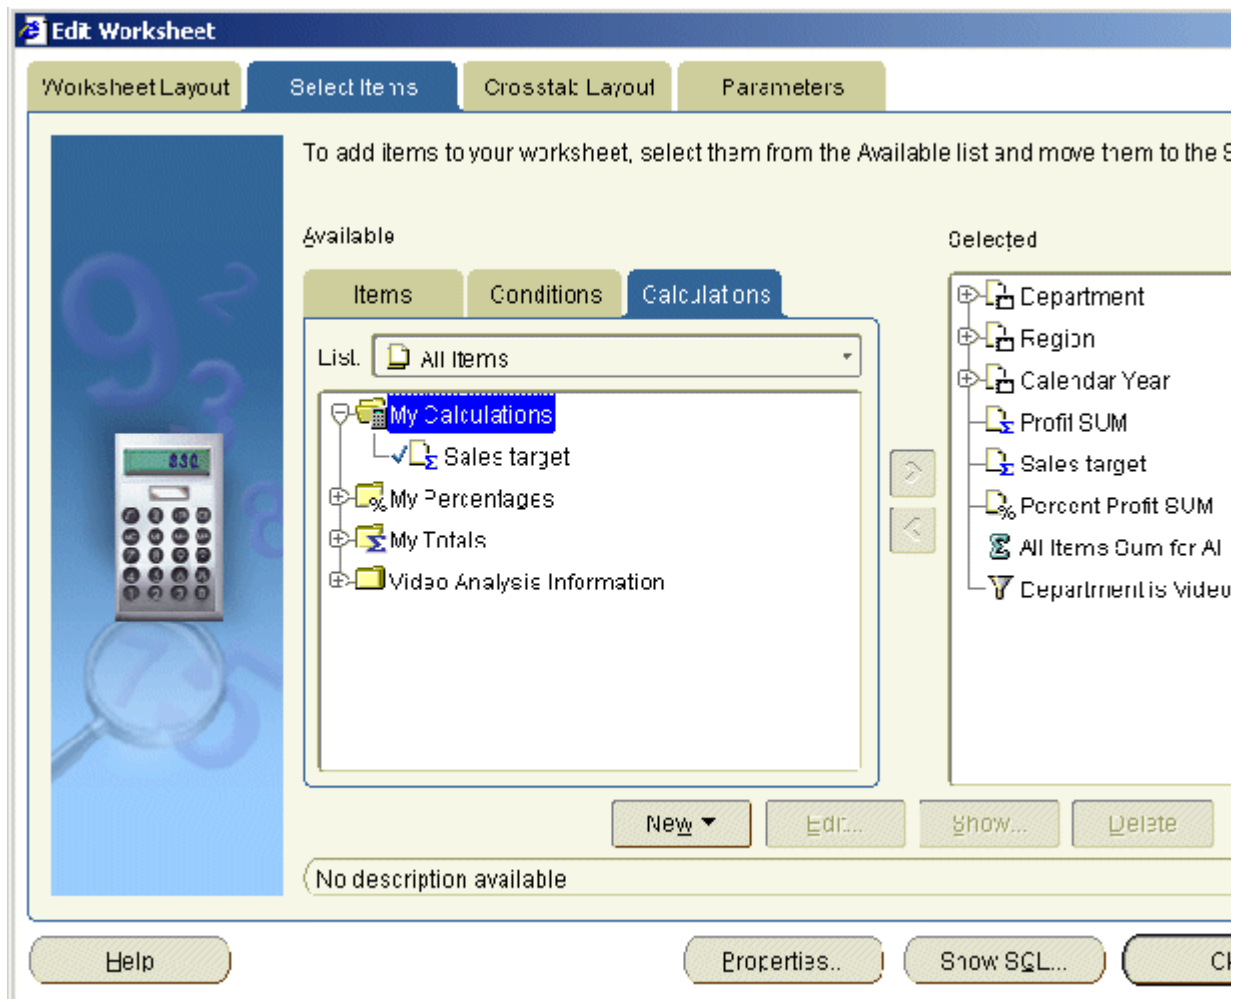 Edit Worksheet
Worksheet Layout Select Items Crosstab Layout Parameters
To add items to your worksheet, select them from the Available list and move them to the S
Available
Selected
Items Conditions Calculations
List: All Items
My Calculations
Sales target
My Percentages
My Totals
Video Analysis Information
Department
Region
Calendar Year
Profit SUM
Sales target
Percent Profit SUM
All Items Sum for Al
Department is Video
New Edit... Show... Delete
No description available
Help Properties.. Show SQL...